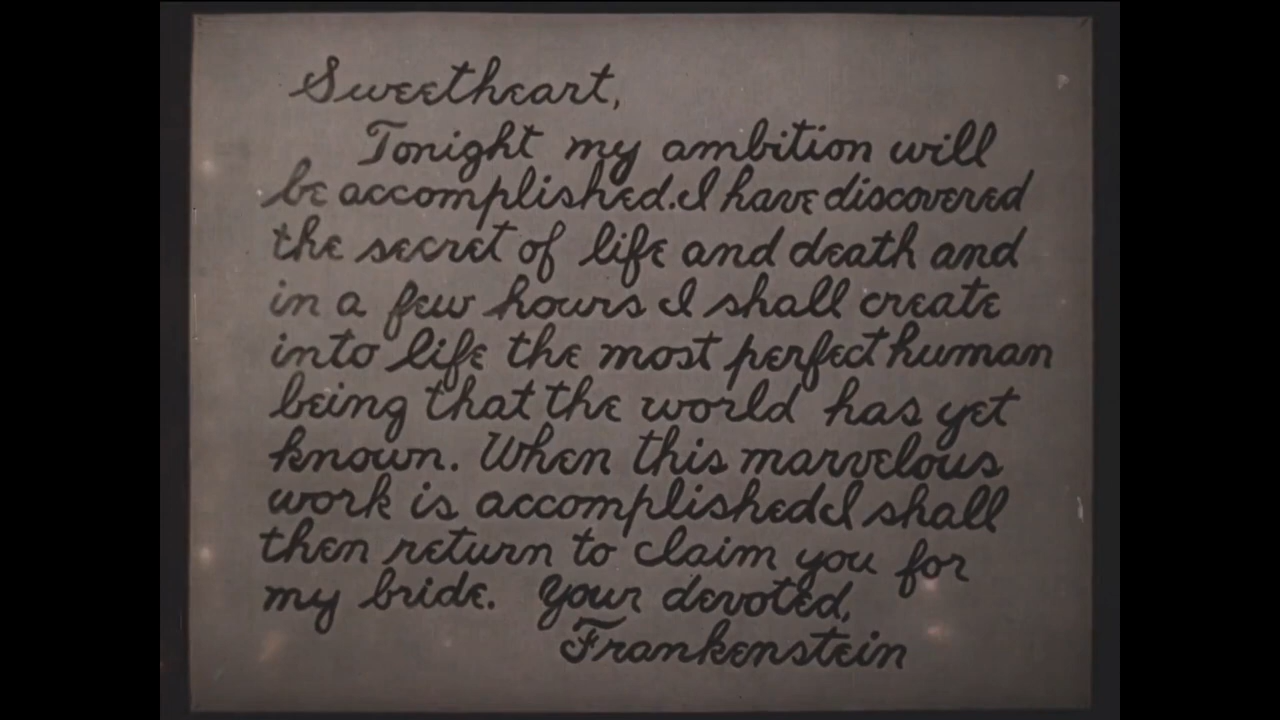 Sweetheart,
Tonight my ambition will
be accomplished. I have discovered
the secret of life and death and
in a few hours I shall create
into life the most perfect human
being that the world has yet
known. When this marvelous
work is accomplished I shall
then return to claim you for
my bride. Your devoted,
Frankenstein